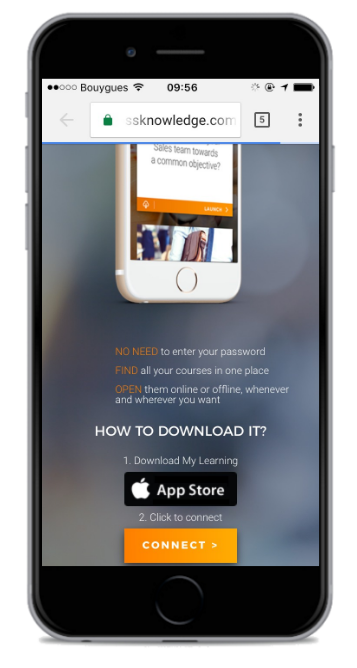 Bouygues 09:56
ssknowledge.com 5
Sales team towards
a common objective?
LAUNCH >
NO NEED to enter your password
FIND all your courses in one place
OPEN them online or offline, whenever
and wherever you want
HOW TO DOWNLOAD IT?
1. Download My Learning
App Store
2. Click to connect
CONNECT >